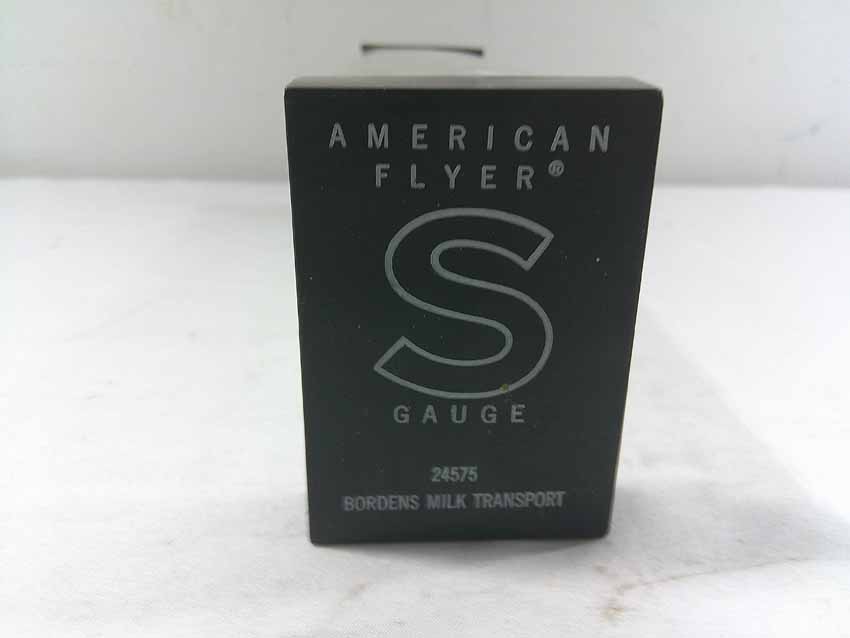 AMERICAN
FLYER®
S
GAUGE
24575
BORDENS MILK TRANSPORT